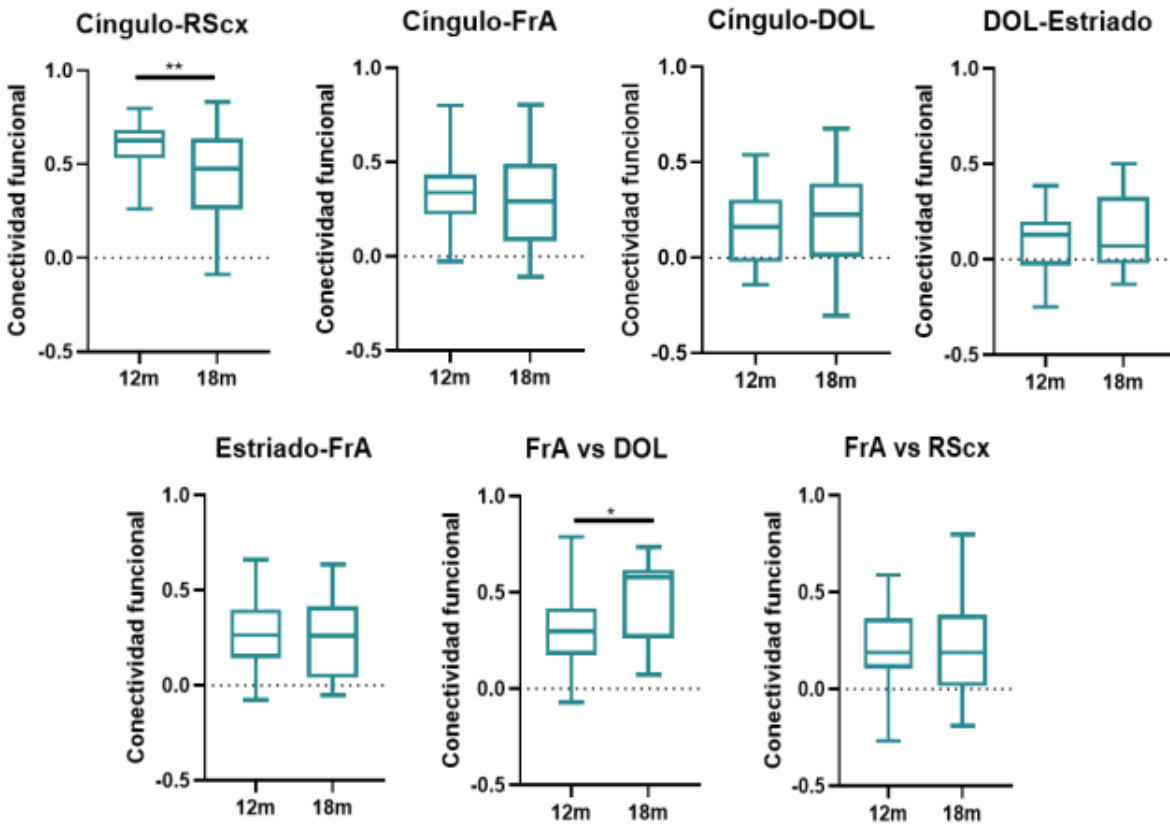 Cíngulo-RScx
Cíngulo-FrA
Cíngulo-DOL
DOL-Estriado
Conectividad funcional
1.0
0.5
0.0
-0.5
**
12m
18m
Conectividad funcional
1.0
0.5
0.0
-0.5
12m
18m
Conectividad funcional
1.0
0.5
0.0
-0.5
12m
18m
Conectividad funcional
1.0
0.5
0.0
-0.5
12m
18m
Estriado-FrA
FrA vs DOL
FrA vs RScx
Conectividad funcional
1.0
0.5
0.0
-0.5
12m
18m
Conectividad funcional
1.0
0.5
0.0
-0.5
*
12m
18m
Conectividad funcional
1.0
0.5
0.0
-0.5
12m
18m